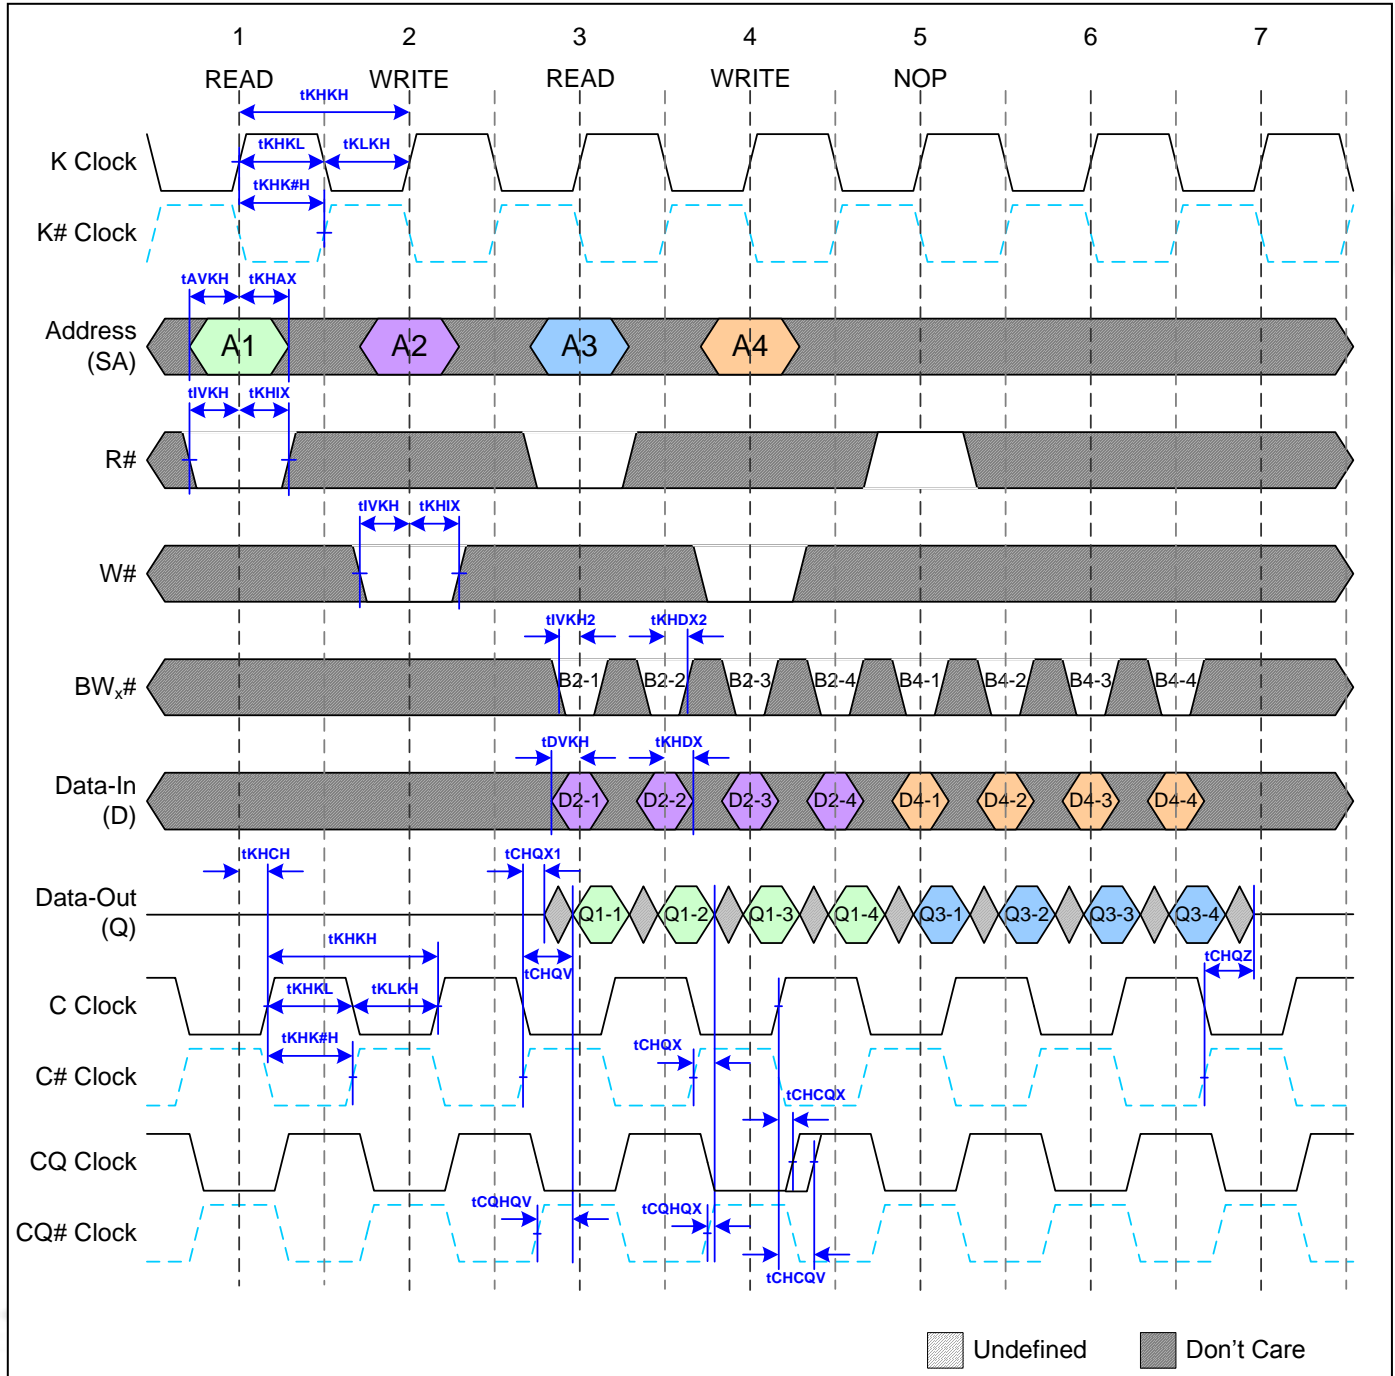 1 2 3 4 5 6 7
READ WRITE READ WRITE NOP
tKHKH
K Clock tKHKL tKLKH
tKHK#H
K# Clock
tAVKH tKHAX
Address (SA) A1 A2 A3 A4
tIVKH tKHIX
R#
tIVKH tKHIX
W#
tIVKH2 tKHDX2
BWx# B2-1 B2-2 B2-3 B2-4 B4-1 B4-2 B4-3 B4-4
tDVKH tKHDX
Data-In (D) D2-1 D2-2 D2-3 D2-4 D4-1 D4-2 D4-3 D4-4
tKHCH tCHQX1
Data-Out (Q) Q1-1 Q1-2 Q1-3 Q1-4 Q3-1 Q3-2 Q3-3 Q3-4
tKHKH tCHQV tCHQZ
C Clock tKHKL tKLKH
tKHK#H tCHQX
C# Clock
tCHCQX
CQ Clock
tCQHQV tCQHQX
CQ# Clock
tCHCQV
Undefined Don't Care